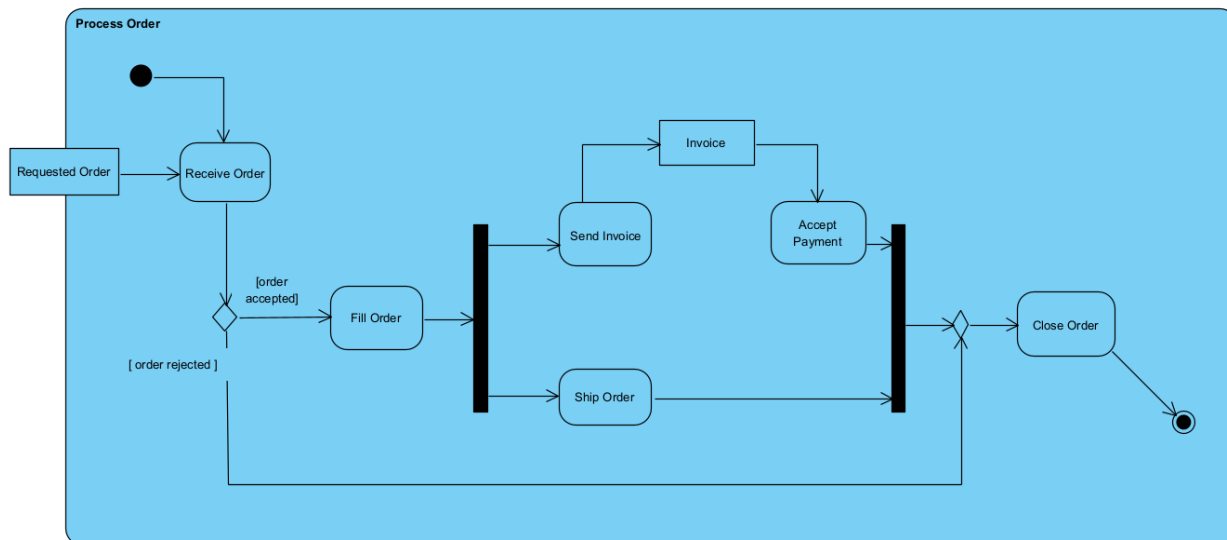 Process Order
Requested Order
Receive Order
Invoice
Send Invoice
Accept
Payment
[order
accepted]
Fill Order
Close Order
[ order rejected ]
Ship Order